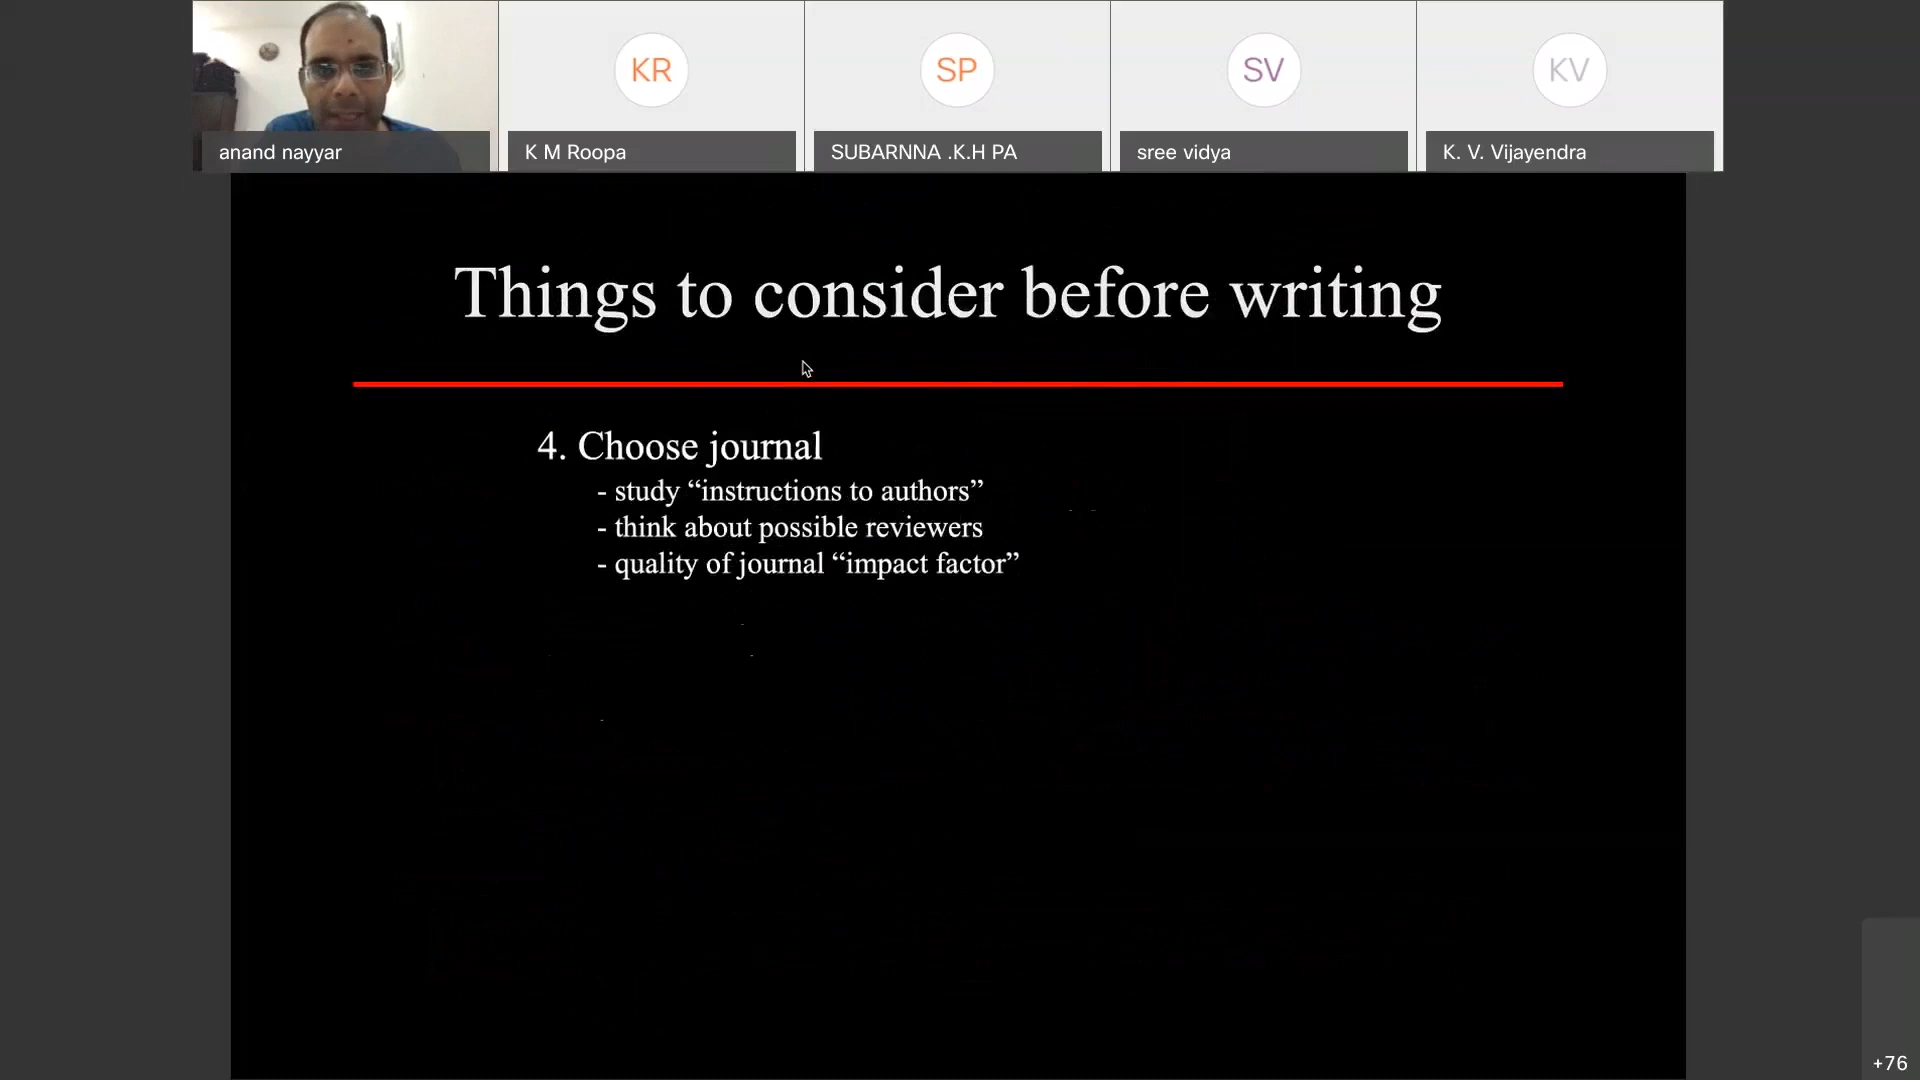 KR
SP
SV
KV
anand nayyar
K M Roopa
SUBARNNA .K.H PA
sree vidya
K. V. Vijayendra
Things to consider before writing
4. Choose journal
- study “instructions to authors”
- think about possible reviewers
- quality of journal “impact factor”
+76